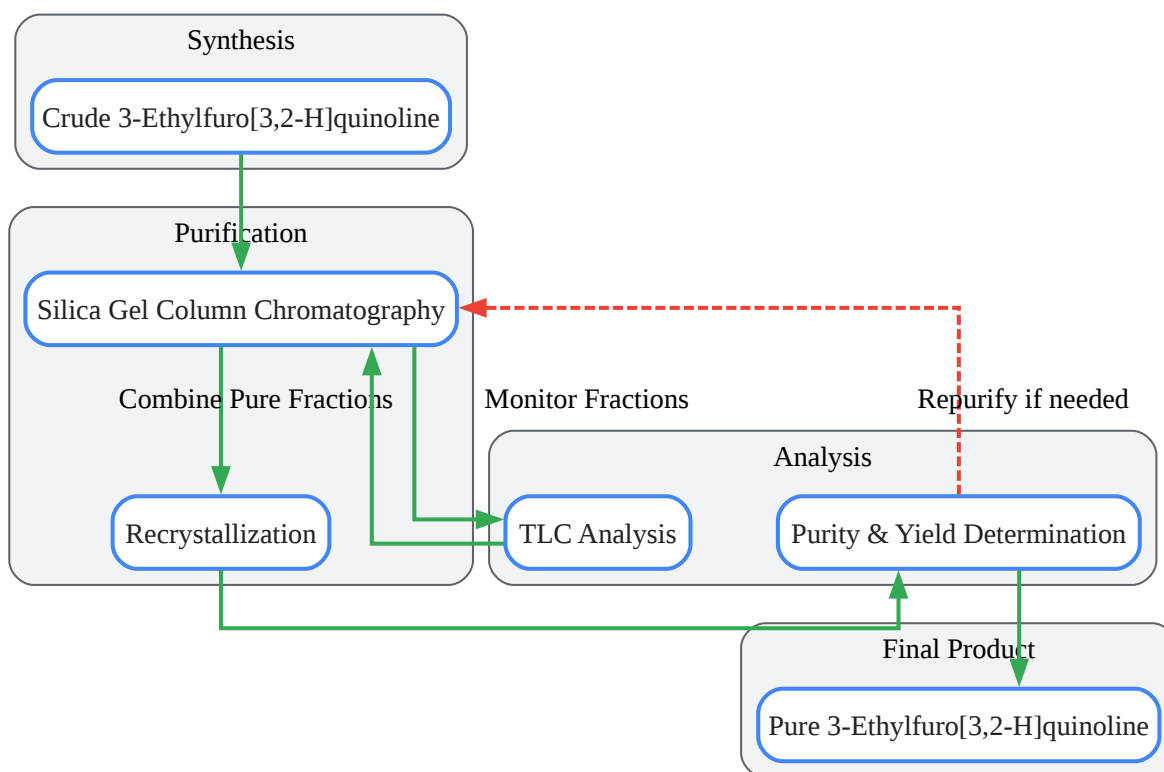 Synthesis
Crude 3-Ethylfuro[3,2-H]quinoline
Purification
Silica Gel Column Chromatography
Combine Pure Fractions
Monitor Fractions
Repurify if needed
Analysis
Recrystallization
TLC Analysis
Purity & Yield Determination
Final Product
Pure 3-Ethylfuro[3,2-H]quinoline